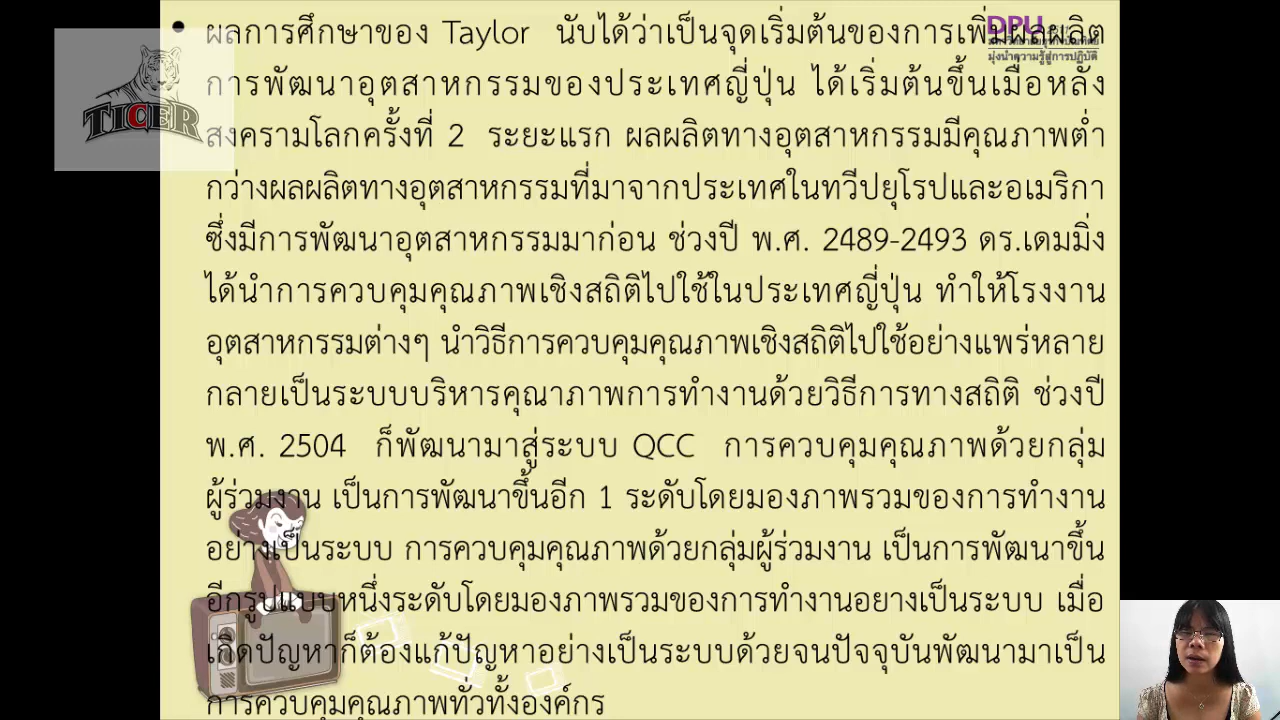 • ผลการศึกษาของ Taylor นับได้ว่าเป็นจุดเริ่มต้นของการเพิ่มผลผลิต
การพัฒนาอุตสาหกรรมของประเทศญี่ปุ่น ได้เริ่มต้นขึ้นเมื่อหลัง
สงครามโลกครั้งที่ 2 ระยะแรก ผลผลิตทางอุตสาหกรรมมีคุณภาพต่ำ
กว่างผลผลิตทางอุตสาหกรรมที่มาจากประเทศในทวีปยุโรปและอเมริกา
ซึ่งมีการพัฒนาอุตสาหกรรมมาก่อน ช่วงปี พ.ศ. 2489-2493 ดร.เดมมิ่ง
ได้นำการควบคุมคุณภาพเชิงสถิติไปใช้ในประเทศญี่ปุ่น ทำให้โรงงาน
อุตสาหกรรมต่างๆ นำวิธีการควบคุมคุณภาพเชิงสถิติไปใช้อย่างแพร่หลาย
กลายเป็นระบบบริหารคุณาภาพการทำงานด้วยวิธีการทางสถิติ ช่วงปี
พ.ศ. 2504 ก็พัฒนามาสู่ระบบ QCC การควบคุมคุณภาพด้วยกลุ่ม
ผู้ร่วมงาน เป็นการพัฒนาขึ้นอีก 1 ระดับโดยมองภาพรวมของการทำงาน
อย่างเป็นระบบ การควบคุมคุณภาพด้วยกลุ่มผู้ร่วมงาน เป็นการพัฒนาขึ้น
อีกรูปแบบหนึ่งระดับโดยมองภาพรวมของการทำงานอยางเป็นระบบ เมื่อ
เกิดปัญหาก็ต้องแก้ปัญหาอย่างเป็นระบบด้วยจนปัจจุบันพัฒนามาเป็น
การควบคุมคุณภาพทั่วทั้งองค์กร
DPU
มุ่งนำความรู้สู่การปฏิบัติ
TICER